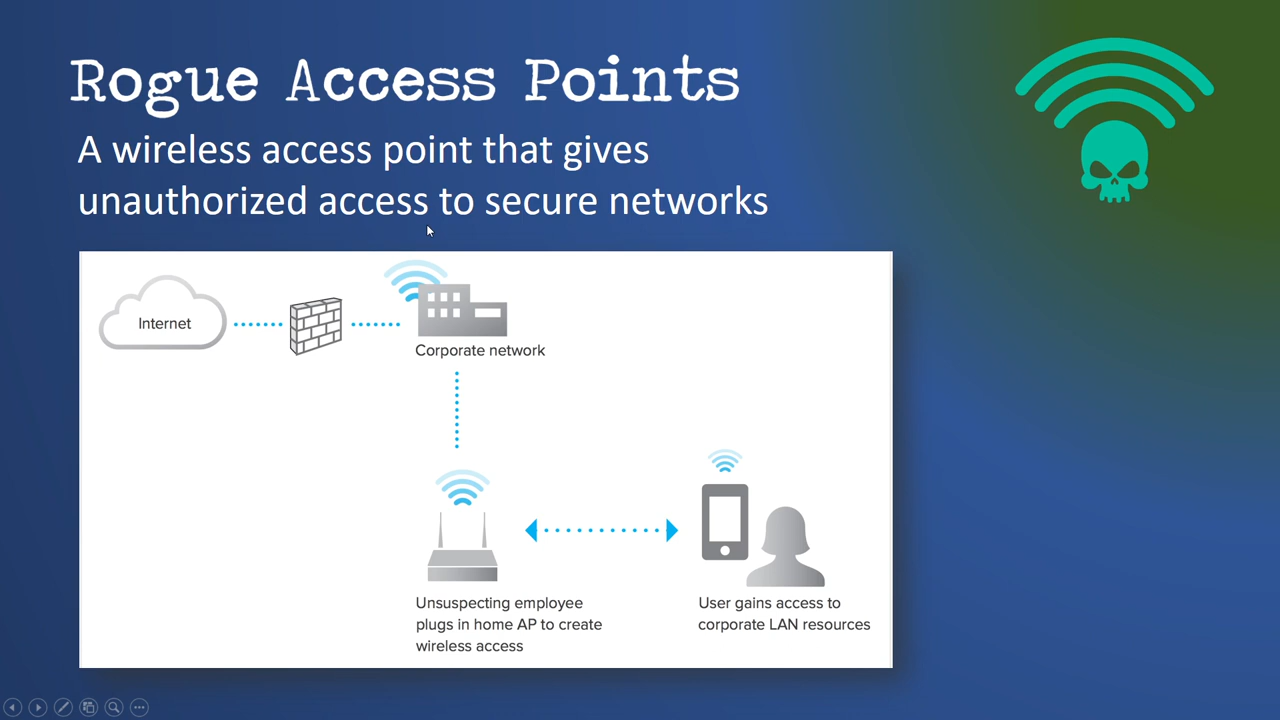 Rogue Access Points
A wireless access point that gives
unauthorized access to secure networks
Internet
Corporate network
Unsuspecting employee
plugs in home AP to create
wireless access
User gains access to
corporate LAN resources